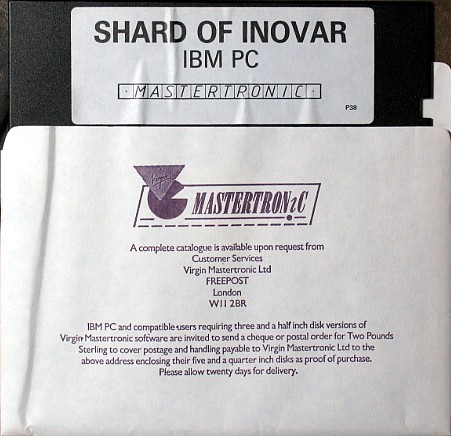 SHARD OF INOVAR
IBM PC
·MASTERTRONIC·
P38
Virgin
MASTERTRONiC
A complete catalogue is available upon request from
Customer Services
Virgin Mastertronic Ltd
FREEPOST
London
W11 2BR
IBM PC and compatible users requiring three and a half inch disk versions of
Virgin Mastertronic software are invited to send a cheque or postal order for Two Pounds
Sterling to cover postage and handling payable to Virgin Mastertronic Ltd to the
above address enclosing their five and a quarter inch disks as proof of purchase.
Please allow twenty days for delivery.